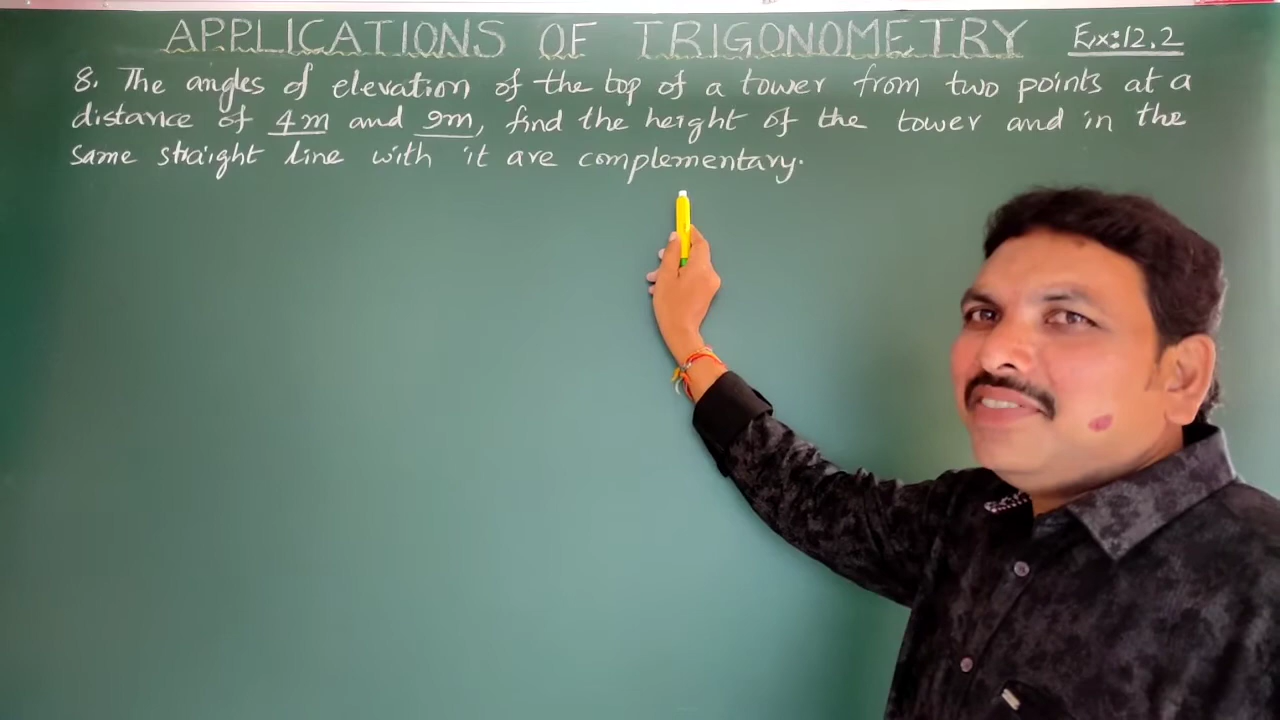 APPLICATIONS OF TRIGONOMETRY Ex:12.2
8. The angles of elevation of the top of a tower from two points at a
distance of 4m and 9m, find the height of the tower and in the
same straight line with it are complementary.